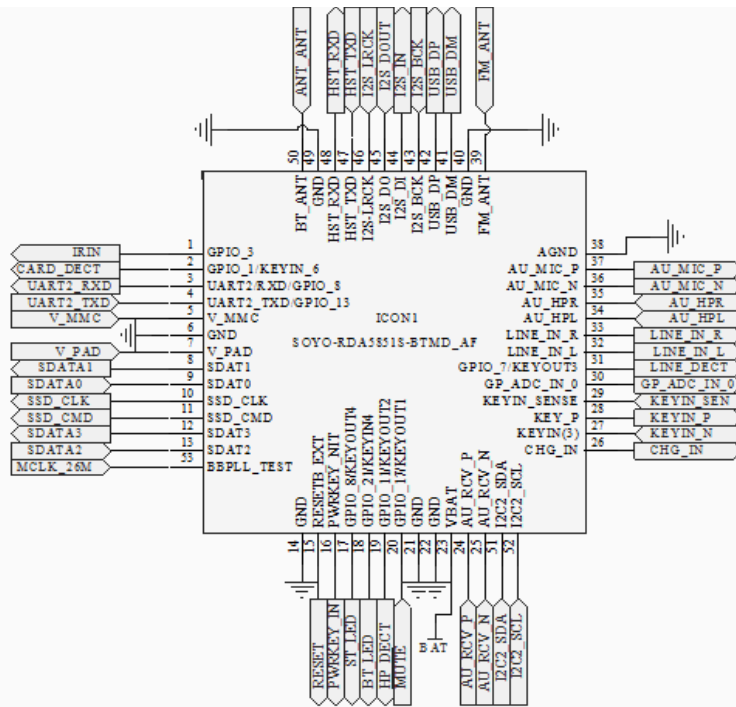 ANT_ANT
HST_RXD
HST_TXD
I2S_LRCK
I2S_DOUT
I2S_IN
I2S_BCK
USB_DP
USB_DM
FM_ANT
50
49
48
47
46
45
44
43
42
41
40
39
BT_ANT
GND
HST_RXD
HST_TXD
I2S-LRCK
I2S_DO
I2S_DI
I2S_BCK
USB_DP
USB_DM
GND
FM_ANT
IRIN 1 GPIO_3
CARD_DECT 2 GPIO_1/KEYIN_6
UART2_RXD 3 UART2/RXD/GPIO_8
UART2_TXD 4 UART2_TXD/GPIO_13
V_MMC 5 V_MMC
6 GND
V_PAD 7 V_PAD
SDATA1 8 SDAT1
SDATA0 9 SDAT0
SSD_CLK 10 SSD_CLK
SSD_CMD 11 SSD_CMD
SDATA3 12 SDAT3
SDATA2 13 SDAT2
MCLK_26M 53 BBPLL_TEST
ICON1
SOYO-RDA5851S-BTMD_AF
AGND 38
AU_MIC_P 37 AU_MIC_P
AU_MIC_N 36 AU_MIC_N
AU_HPR 35 AU_HPR
AU_HPL 34 AU_HPL
LINE_IN_R 33 LINE_IN_R
LINE_IN_L 32 LINE_IN_L
GPIO_7/KEYOUT3 31 LINE_DECT
GP_ADC_IN_0 30 GP_ADC_IN_0
KEYIN_SENSE 29 KEYIN_SEN
KEY_P 28 KEYIN_P
KEYIN(3) 27 KEYIN_N
CHG_IN 26 CHG_IN
GND
RESETB_EXT
PWRKEY_NIT
GPIO_8/KEYOUT4
GPIO_2I/KEYIN4
GPIO_1I/KEYOUT2
GPIO_17/KEYOUT1
GND
GND
VBAT
AU_RCV_P
AU_RCV_N
I2C2_SDA
I2C2_SCL
14
15
16
17
18
19
20
21
22
23
24
25
51
52
RESET
PWRKEY_IN
ST_LED
BT_LED
HP_DECT
MUTE
BAT
AU_RCV_P
AU_RCV_N
I2C2_SDA
I2C2_SCL